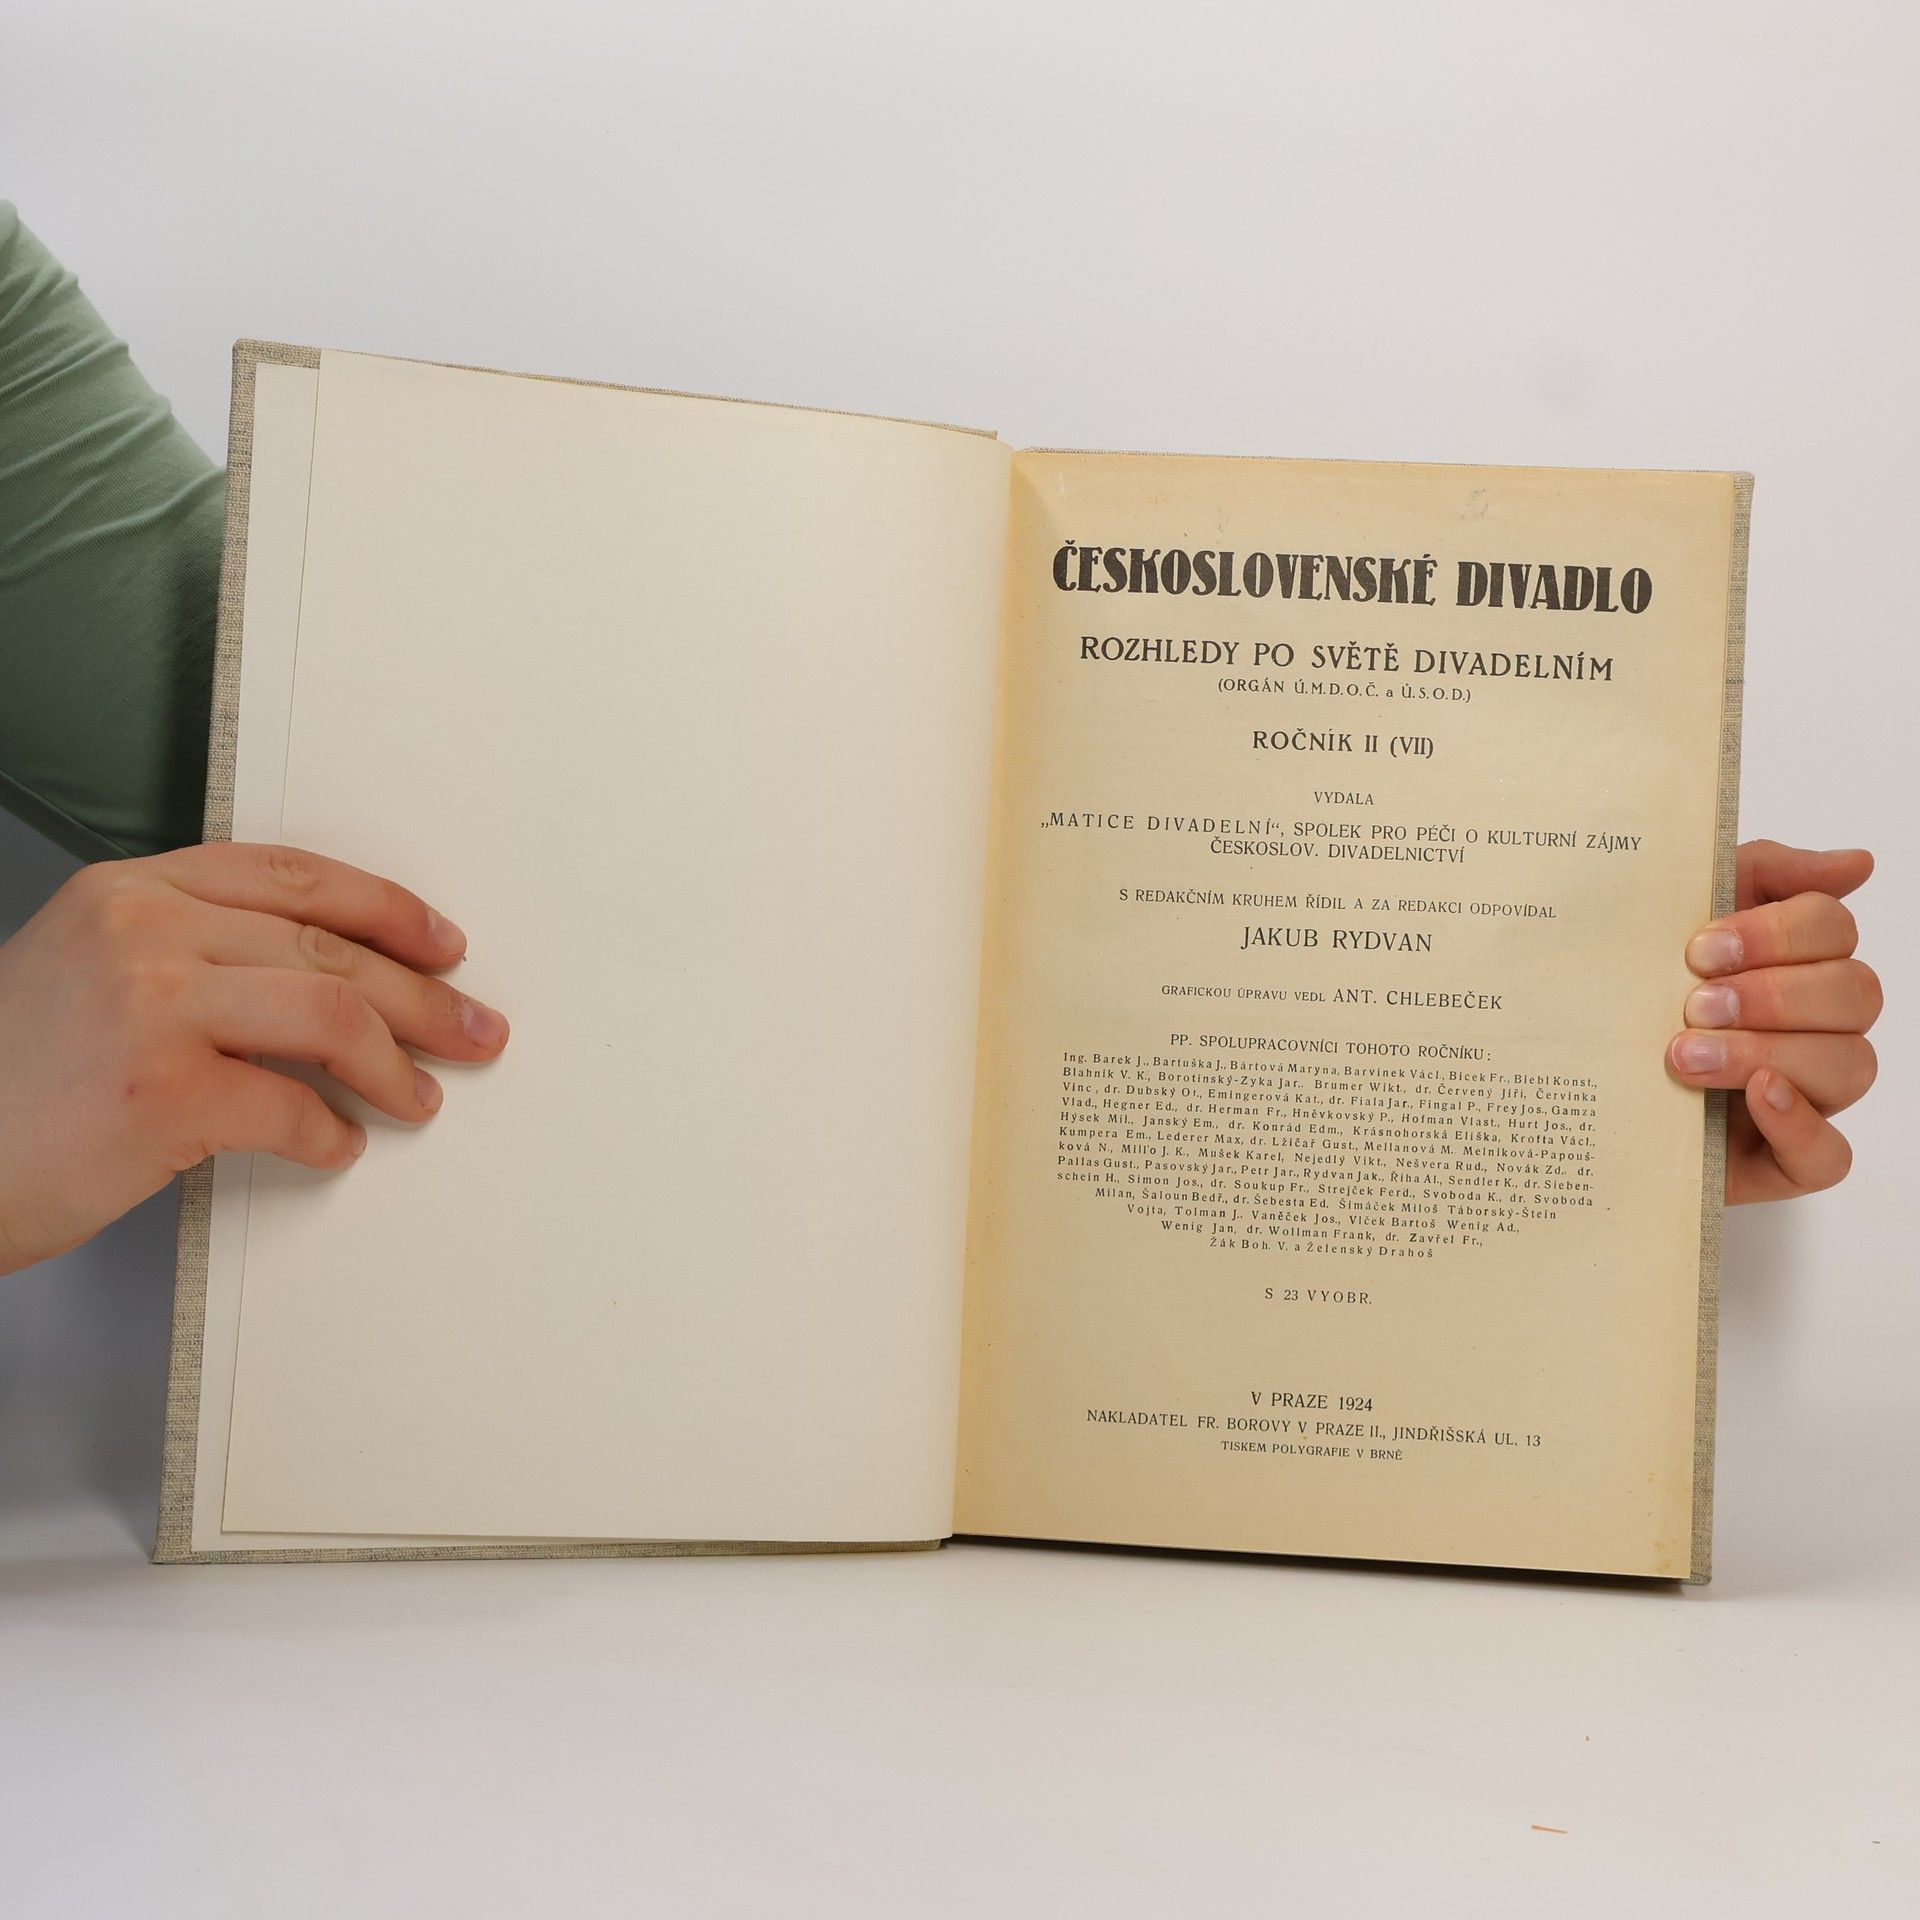 ČESKOSLOVENSKÉ DIVADLO
ROZHLEDY PO SVĚTĚ DIVADELNÍM
(ORGÁN Ú.M.D.O.Č. a Ů.S.O.D.)
ROČNÍK II (VII)
VYDALA
„MATICE DIVADELNÍ“, SPOLEK PRO PÉČI O KULTURNÍ ZÁJMY
ČESKOSLOV. DIVADELNICTVÍ
S REDAKČNÍM KRUHEM ŘÍDIL A ZA REDAKCI ODPOVÍDAL
JAKUB RYDVAN
GRAFICKOU ÚPRAVU VEDL ANT. CHLEBEČEK
PP. SPOLUPRACOVNÍCI TOHOTO ROČNÍKU:
Ing. Barek J., Bartuška J., Bártová Maryna, Barvínek Václ., Bicek Fr., Biebl Konst.,
Blahník V. K., Borotínský-Zyka Jar., Brumer Wikt., dr. Červený Jiří, Červinka
Vinc., dr. Dubský Ot., Emingerová Kat., dr. Fiala Jar., Fingal P., Frey Jos., Gamza
Vlad., Hegner Ed., dr. Herman Fr., Hněvkovský P., Hofman Vlast., Hurt Jos., dr.
Hýsek Mil., Janský Em., dr. Konrád Edm., Krásnohorská Eliška, Krofta Václ.,
Kumpera Em., Lederer Max, dr. Lžičař Gust., Mellanová M. Melniková-Papouš-
ková N., Millo J. K., Mušek Karel, Nejedlý Vikt., Nešvera Rud., Novák Zd., dr.
Pallas Gust., Pasovský Jar., Petr Jar., Rydvan Jak., Říha Al., Sendler K., dr. Sieben-
schein H., Simon Jos., dr. Soukup Fr., Strejček Ferd., Svoboda K., dr. Svoboda
Milan, Šaloun Bedř., dr. Šebesta Ed. Šimáček Miloš Táborský-Štein
Vojta, Tolman J., Vaněček Jos., Vlček Bartoš Wenig Ad.,
Wenig Jan, dr. Wollman Frank, dr. Zavřel Fr.,
Žák Boh. V. a Želenský Drahoš
S 23 VYOBR.
V PRAZE 1924
NAKLADATEL FR. BOROVY V PRAZE II., JINDŘIŠSKÁ UL. 13
TISKEM POLYGRAFIE V BRNĚ